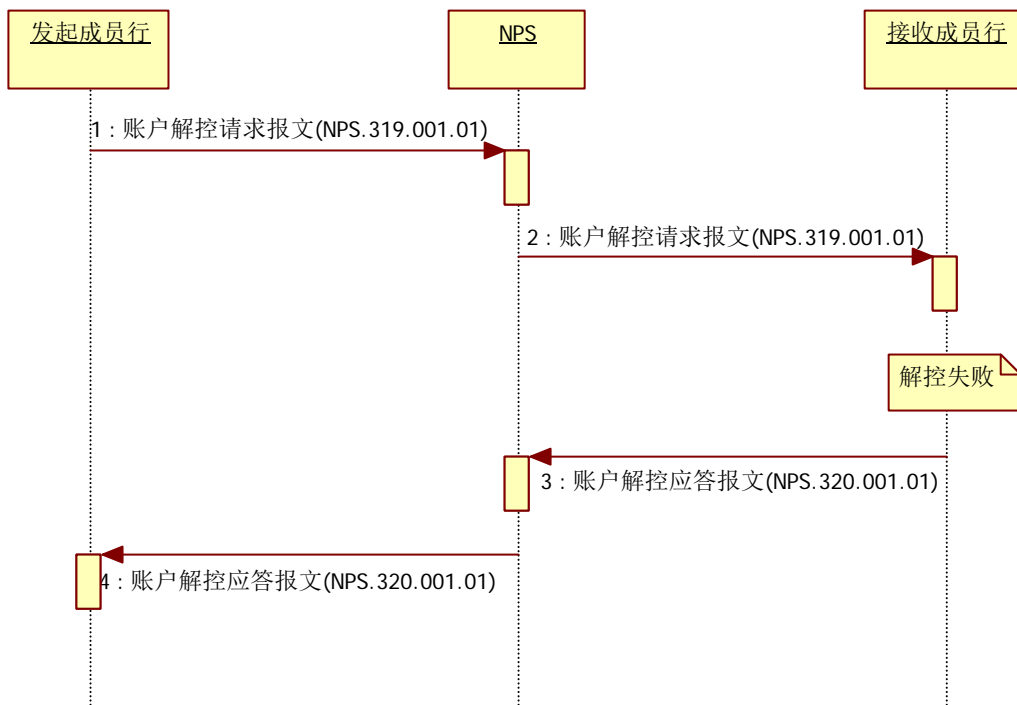 发起成员行
NPS
接收成员行
1 : 账户解控请求报文(NPS.319.001.01)
2 : 账户解控请求报文(NPS.319.001.01)
解控失败
3 : 账户解控应答报文(NPS.320.001.01)
4 : 账户解控应答报文(NPS.320.001.01)